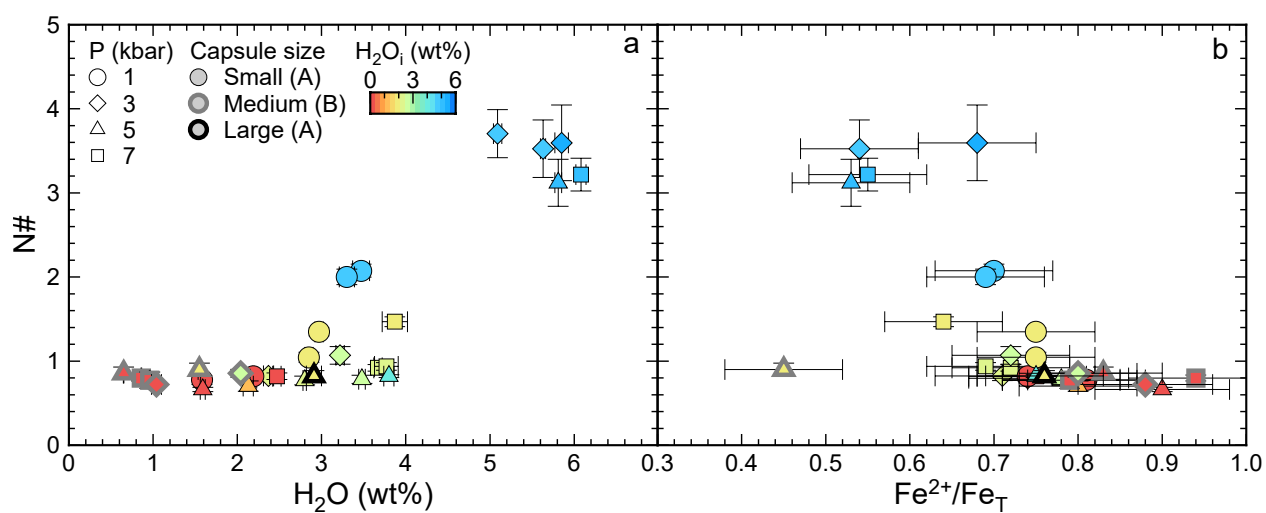 5
4
3
2
1
0
N#
P (kbar)
1
3
5
7
Capsule size
Small (A)
Medium (B)
Large (A)
H₂Oᵢ (wt%)
0 3 6
a
b
0 1 2 3 4 5 6 0.3 0.4 0.5 0.6 0.7 0.8 0.9 1.0
H₂O (wt%)
Fe²⁺/Fe_T